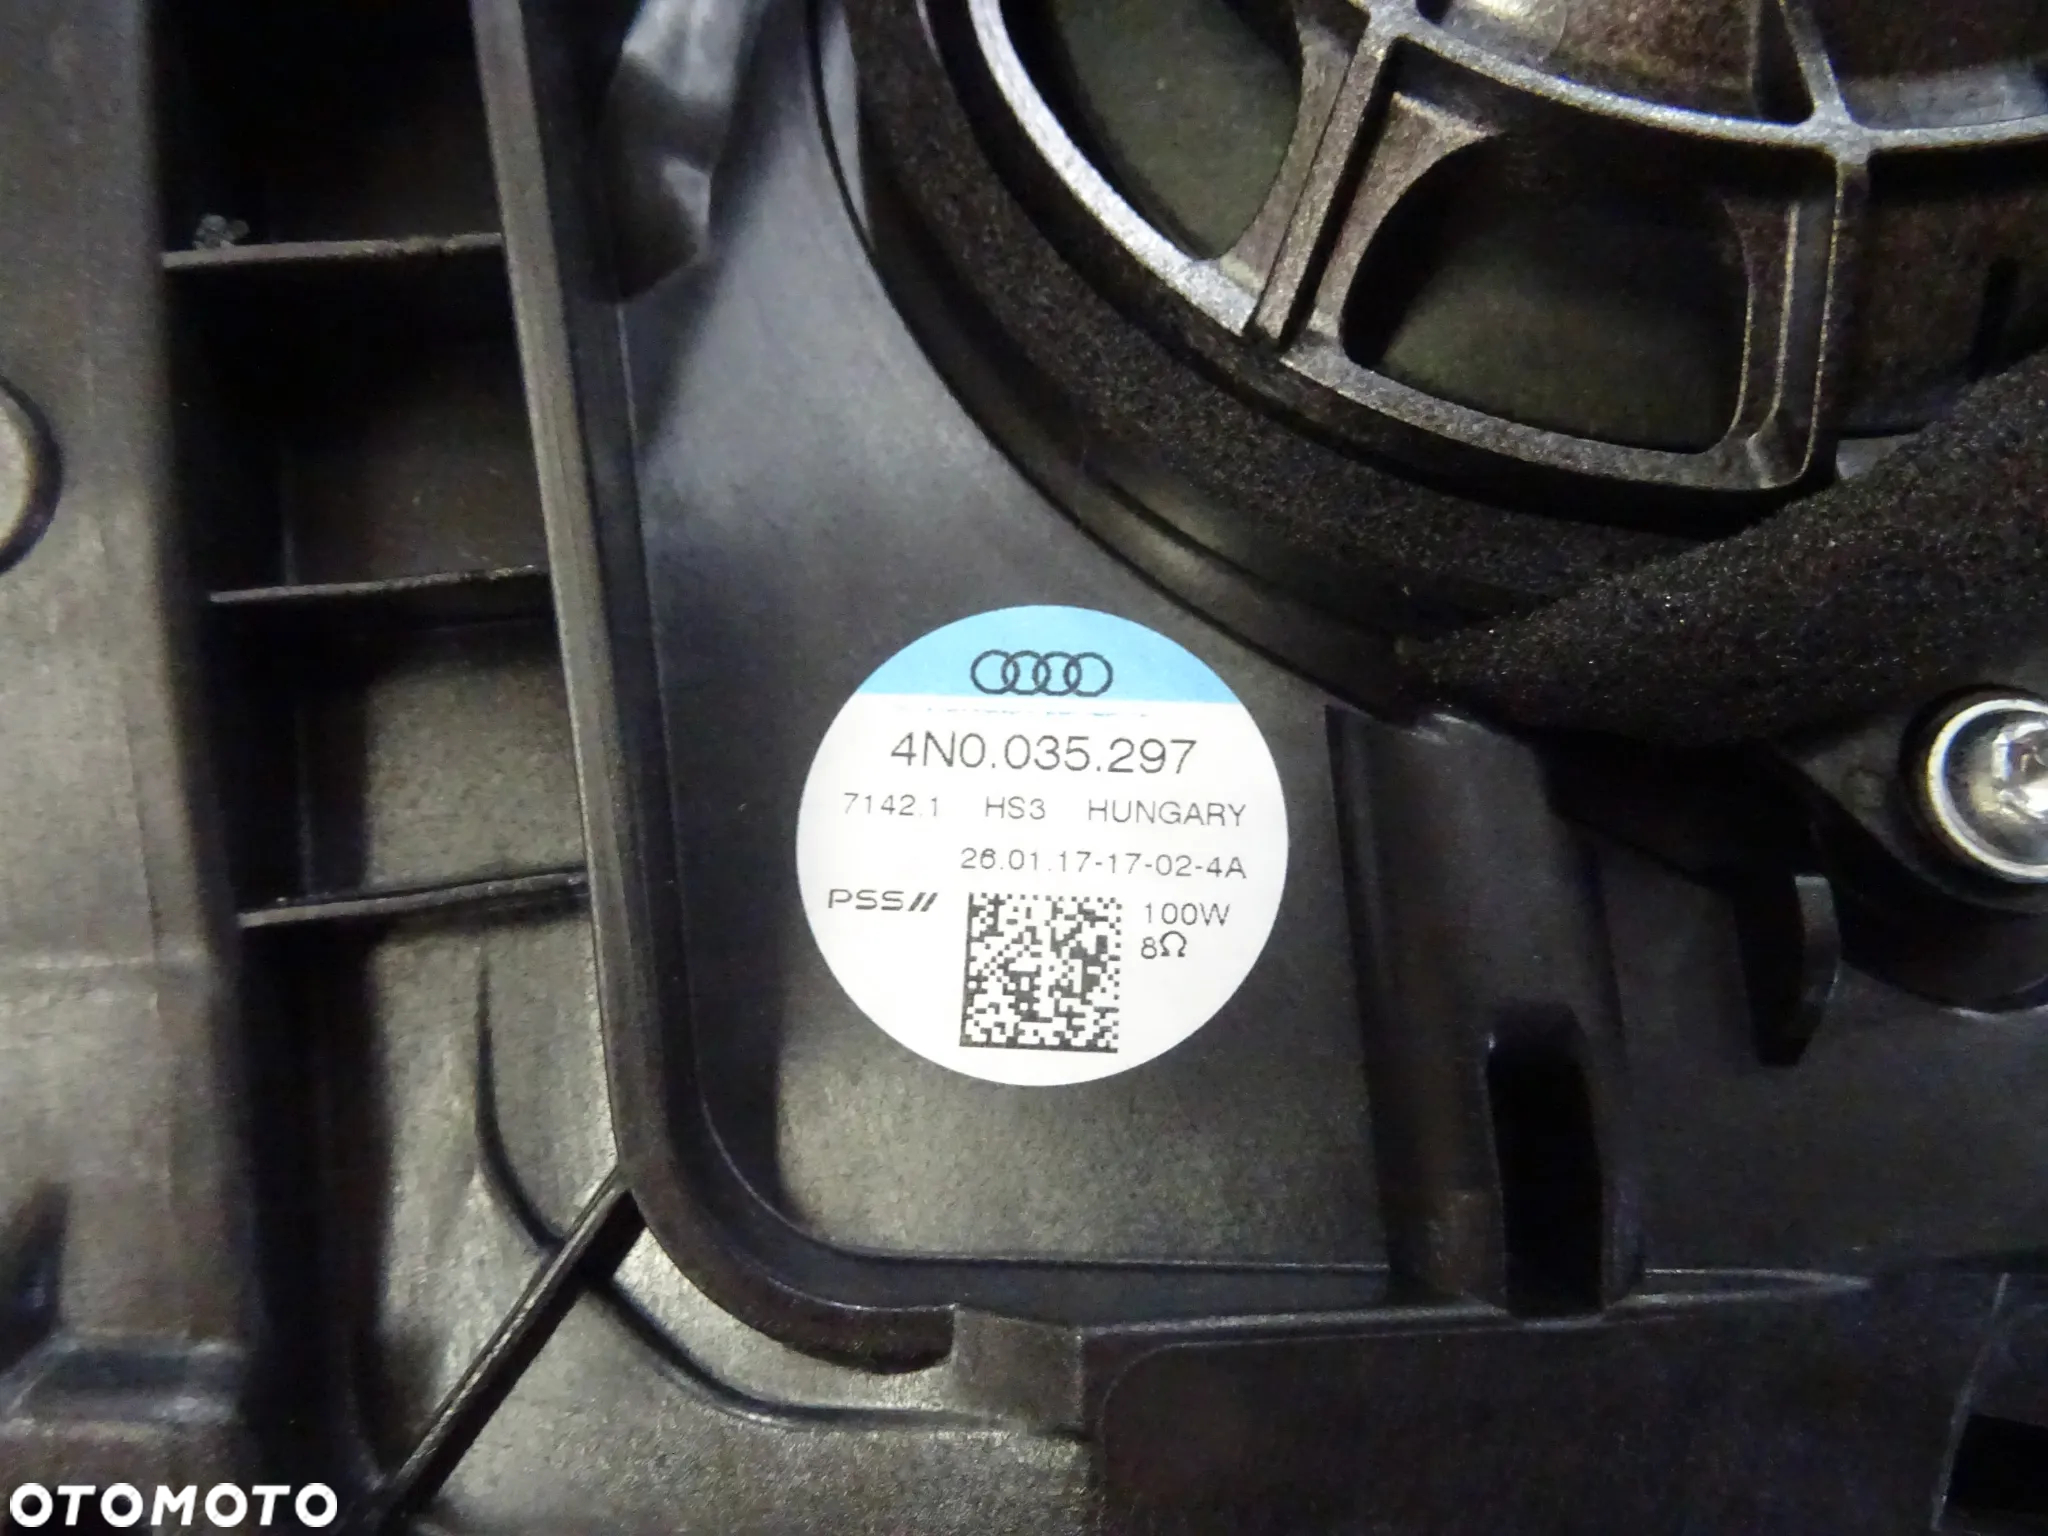 4N0.035.297
7142.1 HS3 HUNGARY
26.01.17-17-02-4A
PSS//
100W
8Ω
OTOMOTO